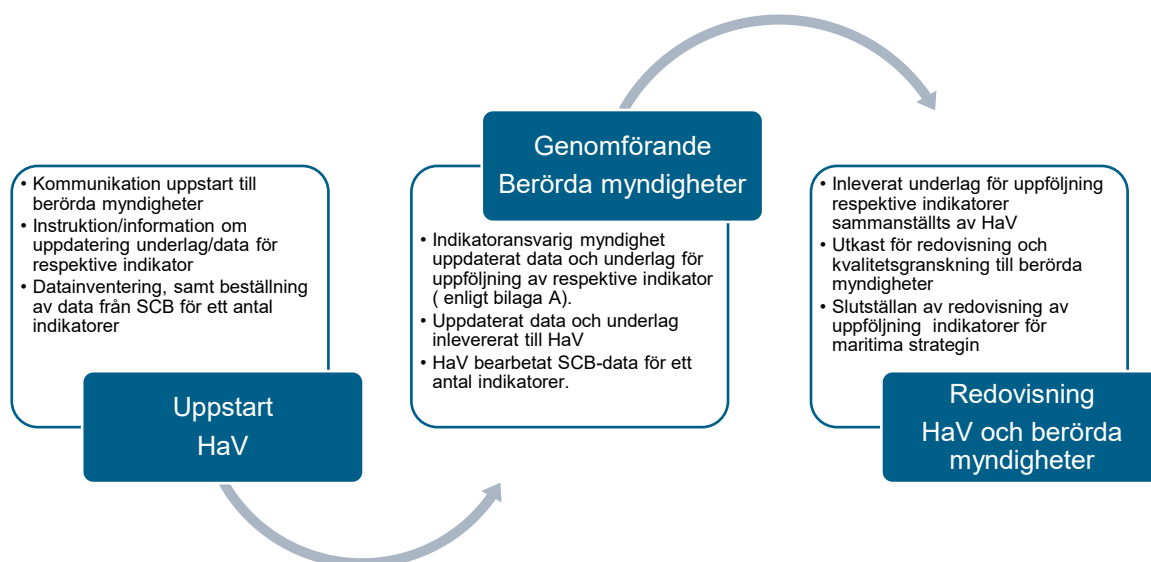 • Kommunikation uppstart till
berörda myndigheter
• Instruktion/information om
uppdatering underlag/data för
respektive indikator
• Datainventering, samt beställning
av data från SCB för ett antal
indikatorer
Uppstart
HaV
Genomförande
Berörda myndigheter
• Indikatoransvarig myndighet
uppdaterat data och underlag för
uppföljning av respektive indikator
( enligt bilaga A).
• Uppdaterat data och underlag
inlevererat till HaV
• HaV bearbetat SCB-data för ett
antal indikatorer.
• Inleverat underlag för uppföljning
respektive indikatorer
sammanställts av HaV
• Utkast för redovisning och
kvalitetsgranskning till berörda
myndigheter
• Slutställan av redovisning av
uppföljning  indikatorer för
maritima strategin
Redovisning
HaV och berörda
myndigheter